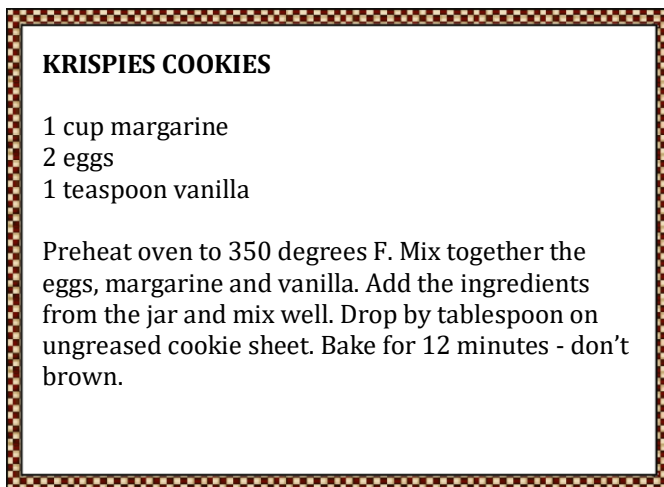 KRISPIES COOKIES
1 cup margarine
2 eggs
1 teaspoon vanilla
Preheat oven to 350 degrees F. Mix together the
eggs, margarine and vanilla. Add the ingredients
from the jar and mix well. Drop by tablespoon on
ungreased cookie sheet. Bake for 12 minutes - don’t
brown.